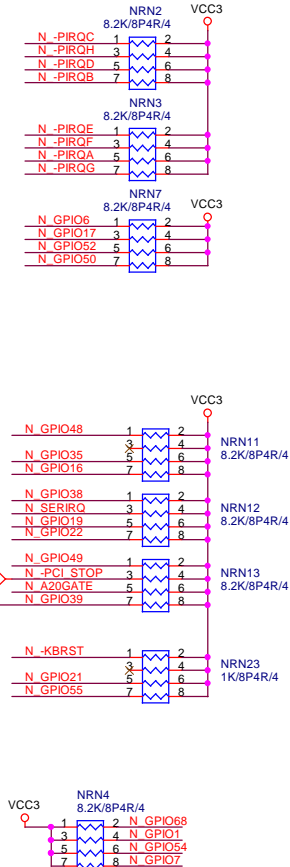 NRN2 VCC3
8.2K/8P4R/4
N_-PIRQC 1 2
N_-PIRQH 3 4
N_-PIRQD 5 6
N_-PIRQB 7 8
NRN3
8.2K/8P4R/4
N_-PIRQE 1 2
N_-PIRQF 3 4
N_-PIRQA 5 6
N_-PIRQG 7 8
NRN7 VCC3
8.2K/8P4R/4
N_GPIO6 1 2
N_GPIO17 3 4
N_GPIO52 5 6
N_GPIO50 7 8
VCC3
N_GPIO48 1 2
3 4 NRN11
N_GPIO35 5 6 8.2K/8P4R/4
N_GPIO16 7 8
N_GPIO38 1 2
N_SERIRQ 3 4 NRN12
N_GPIO19 5 6 8.2K/8P4R/4
N_GPIO22 7 8
N_GPIO49 1 2
N_-PCI_STOP 3 4 NRN13
N_A20GATE 5 6 8.2K/8P4R/4
N_GPIO39 7 8
N_-KBRST 1 2
3 4 NRN23
N_GPIO21 5 6 1K/8P4R/4
N_GPIO55 7 8
NRN4
VCC3 8.2K/8P4R/4
1 2 N_GPIO68
3 4 N_GPIO1
5 6 N_GPIO54
7 8 N_GPIO7